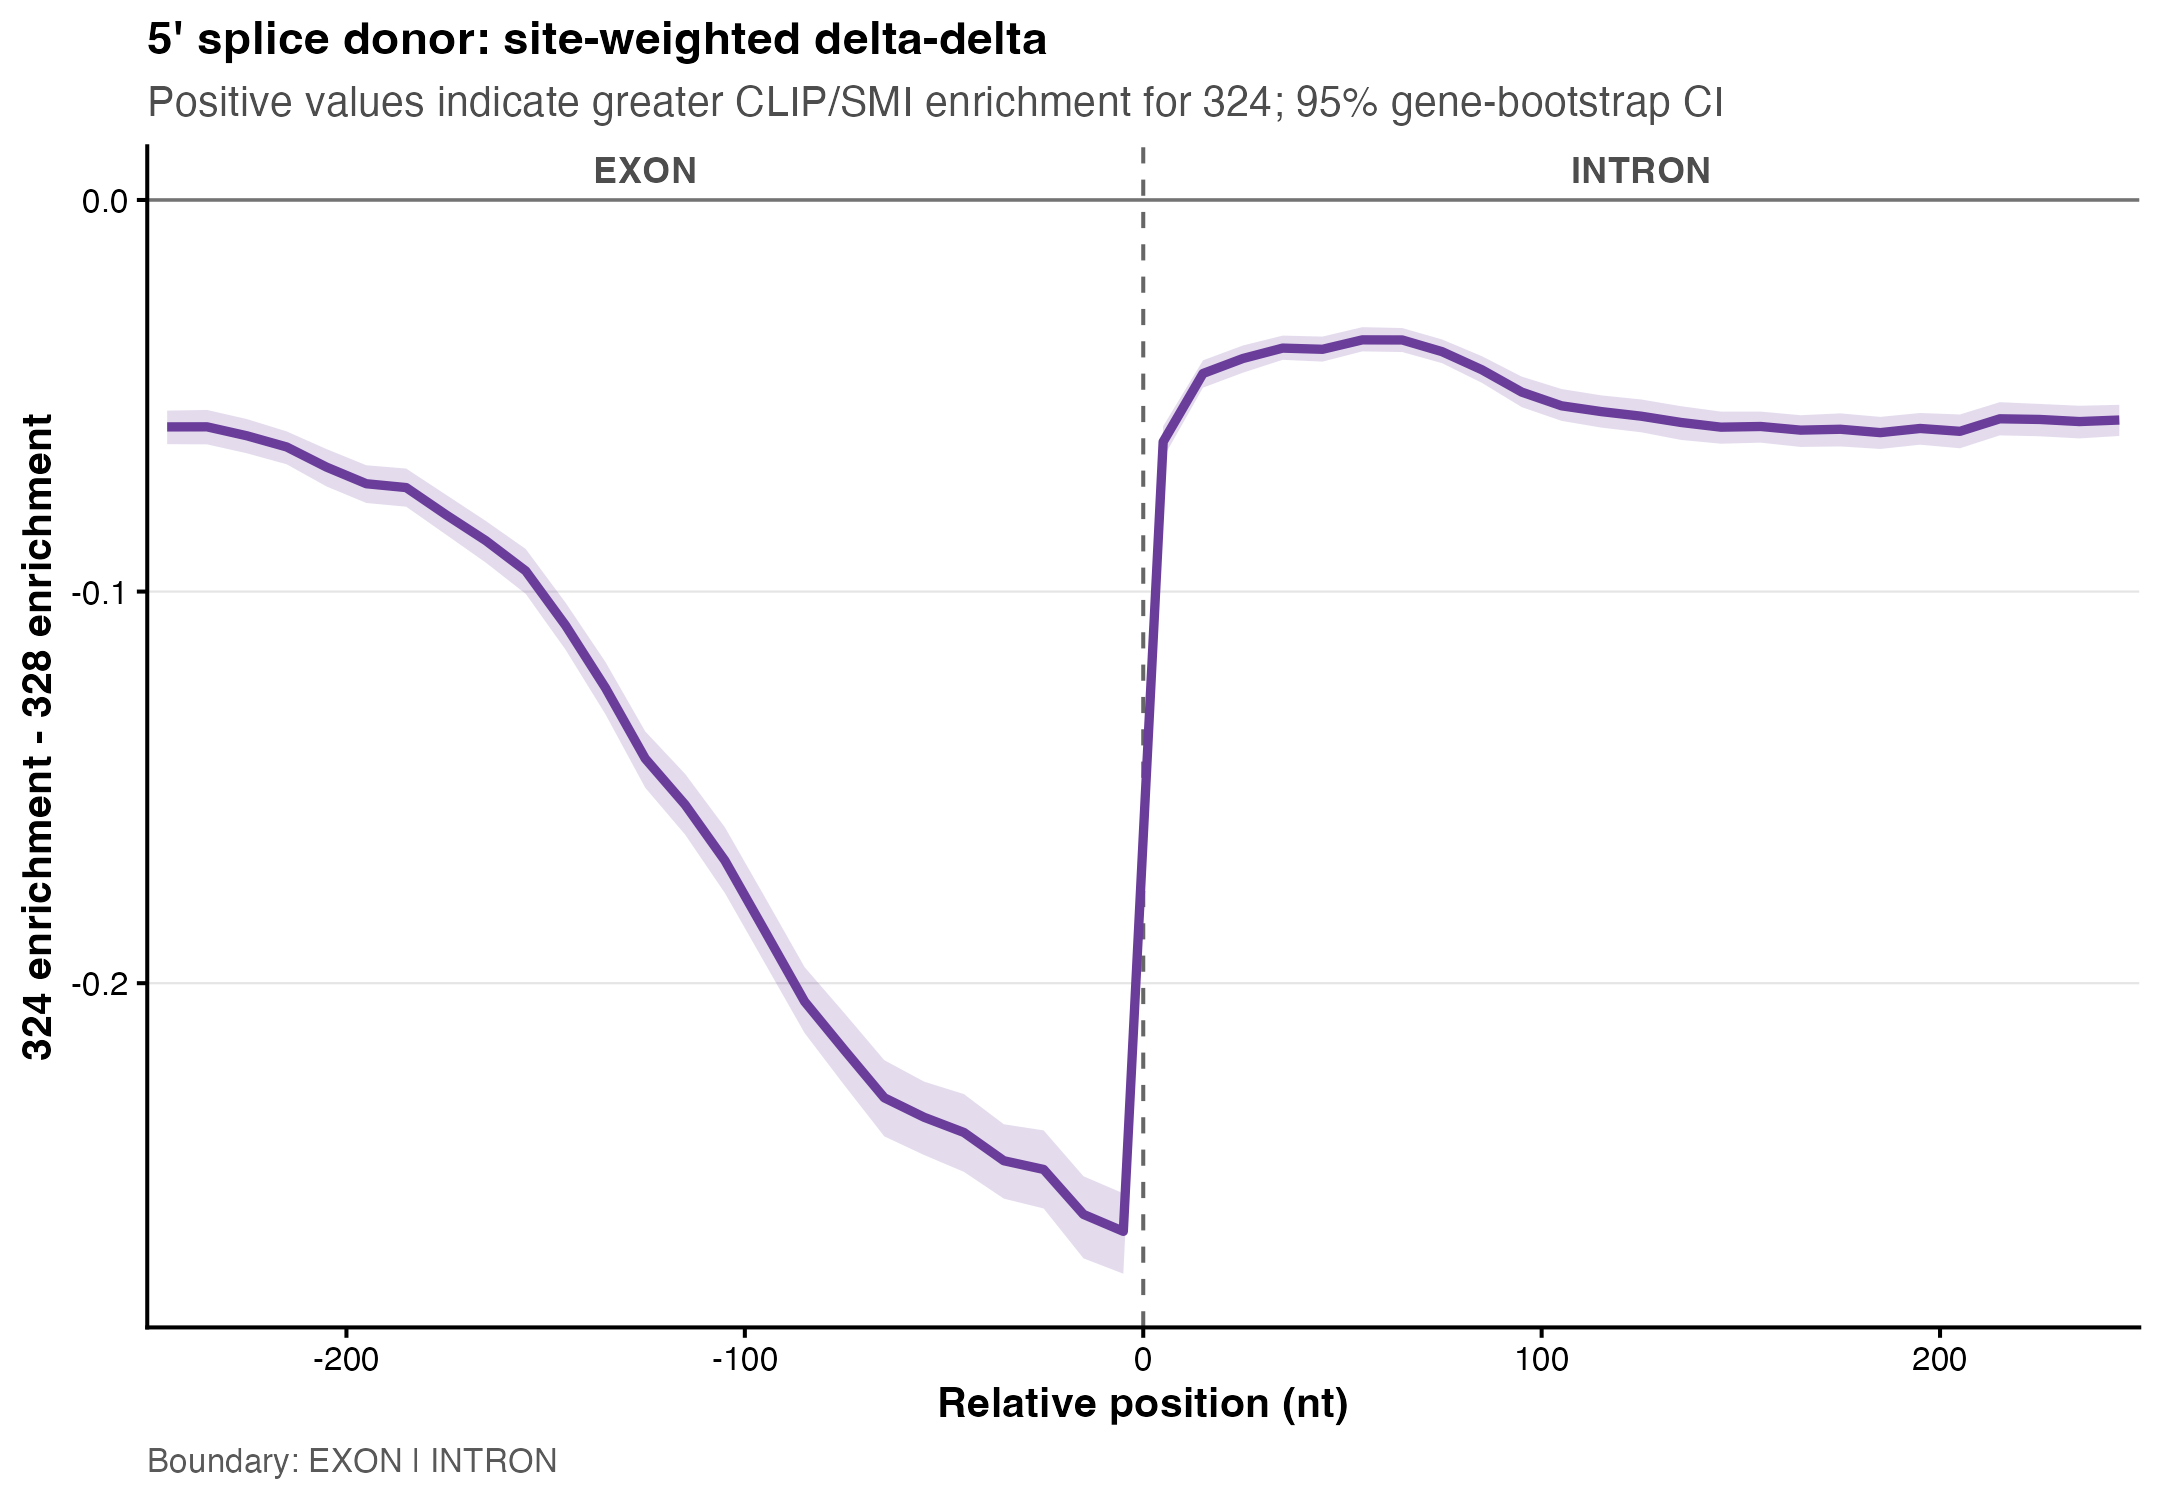 5' splice donor: site-weighted delta-delta
Positive values indicate greater CLIP/SMI enrichment for 324; 95% gene-bootstrap CI
EXON
INTRON
324 enrichment - 328 enrichment
0.0
-0.1
-0.2
-200
-100
0
100
200
Relative position (nt)
Boundary: EXON | INTRON